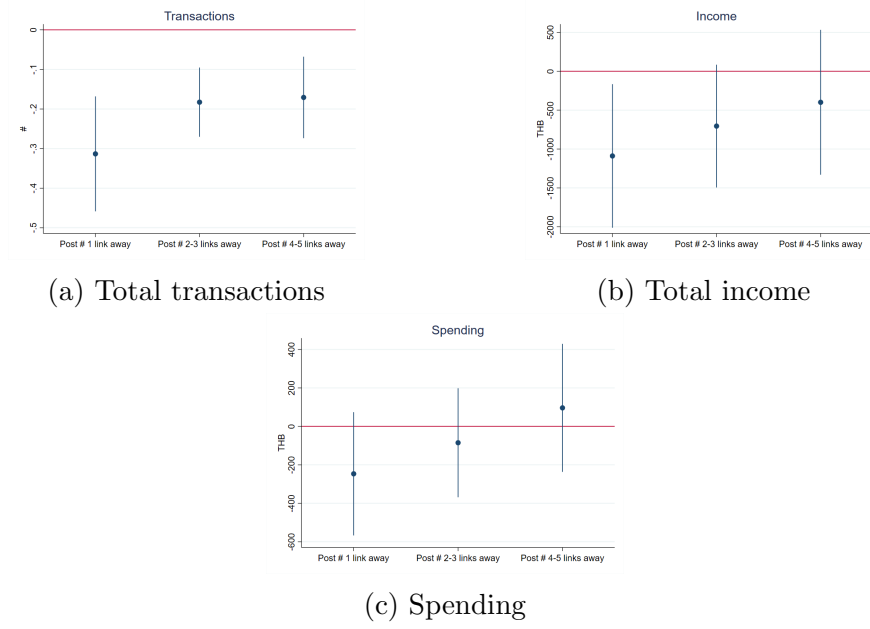 Transactions
0
-.1
-.2
-.3
-.4
-.5
#
Post # 1 link away
Post # 2-3 links away
Post # 4-5 links away
(a) Total transactions
Income
500
0
-500
-1000
-1500
-2000
THB
Post # 1 link away
Post # 2-3 links away
Post # 4-5 links away
(b) Total income
Spending
400
200
0
-200
-400
-600
THB
Post # 1 link away
Post # 2-3 links away
Post # 4-5 links away
(c) Spending